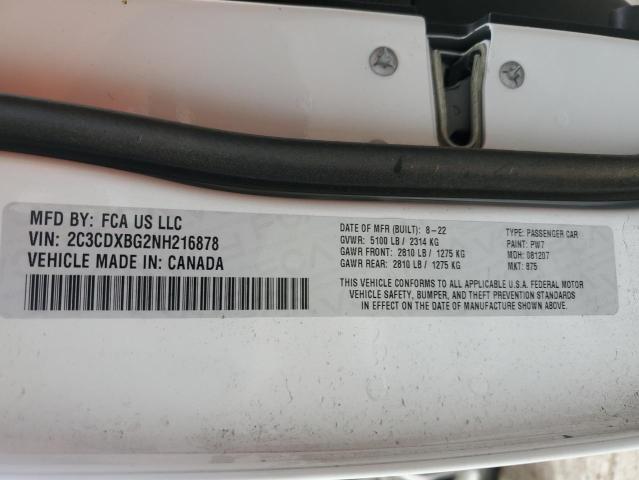 MFD BY: FCA US LLC
VIN: 2C3CDXBG2NH216878
VEHICLE MADE IN: CANADA
DATE OF MFR (BUILT): 8-22
GVWR: 5100 LB / 2314 KG
GAWR FRONT: 2810 LB / 1275 KG
GAWR REAR: 2810 LB / 1275 KG
TYPE: PASSENGER CAR
PAINT: PW7
MDH: 081207
MKT: 875
THIS VEHICLE CONFORMS TO ALL APPLICABLE U.S.A. FEDERAL MOTOR
VEHICLE SAFETY, BUMPER, AND THEFT PREVENTION STANDARDS
IN EFFECT ON THE DATE OF MANUFACTURE SHOWN ABOVE.